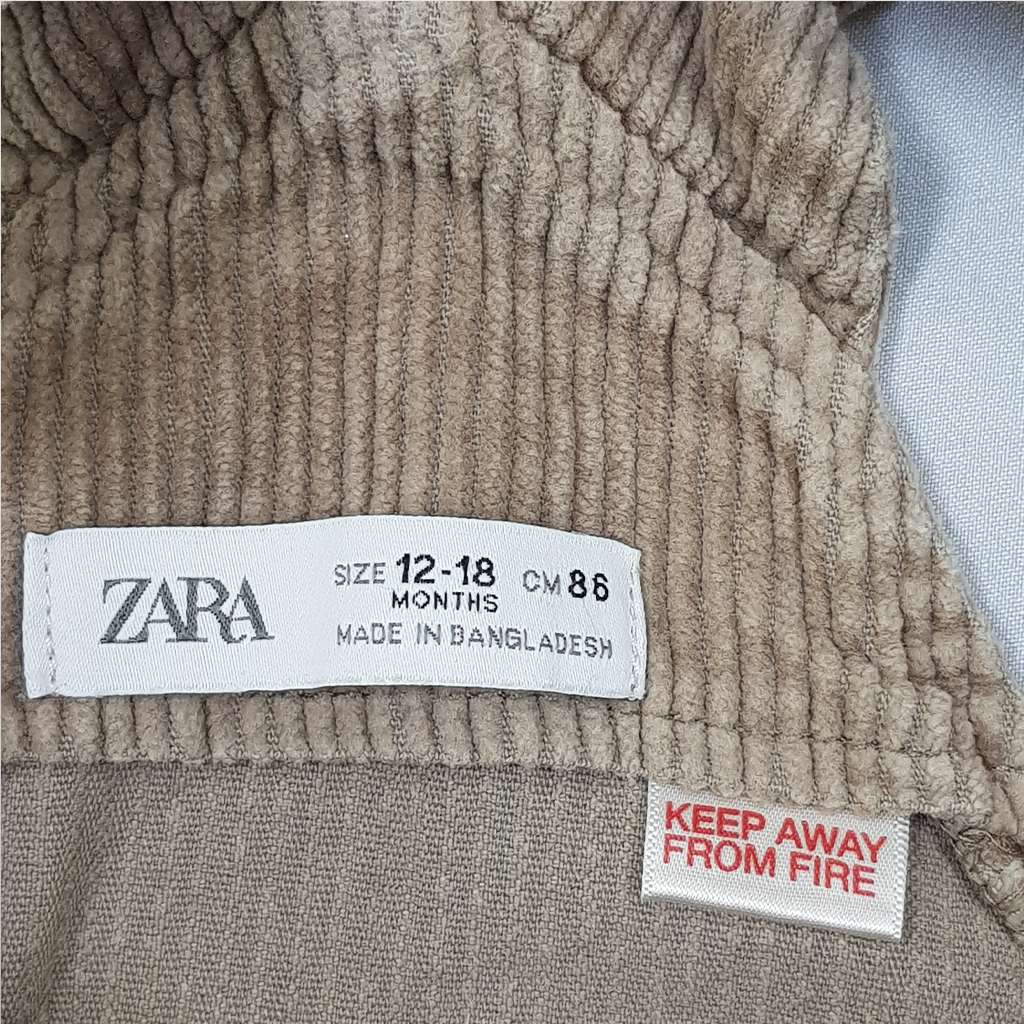 ZARA
SIZE 12-18 CM 86
MONTHS
MADE IN BANGLADESH
KEEP AWAY
FROM FIRE